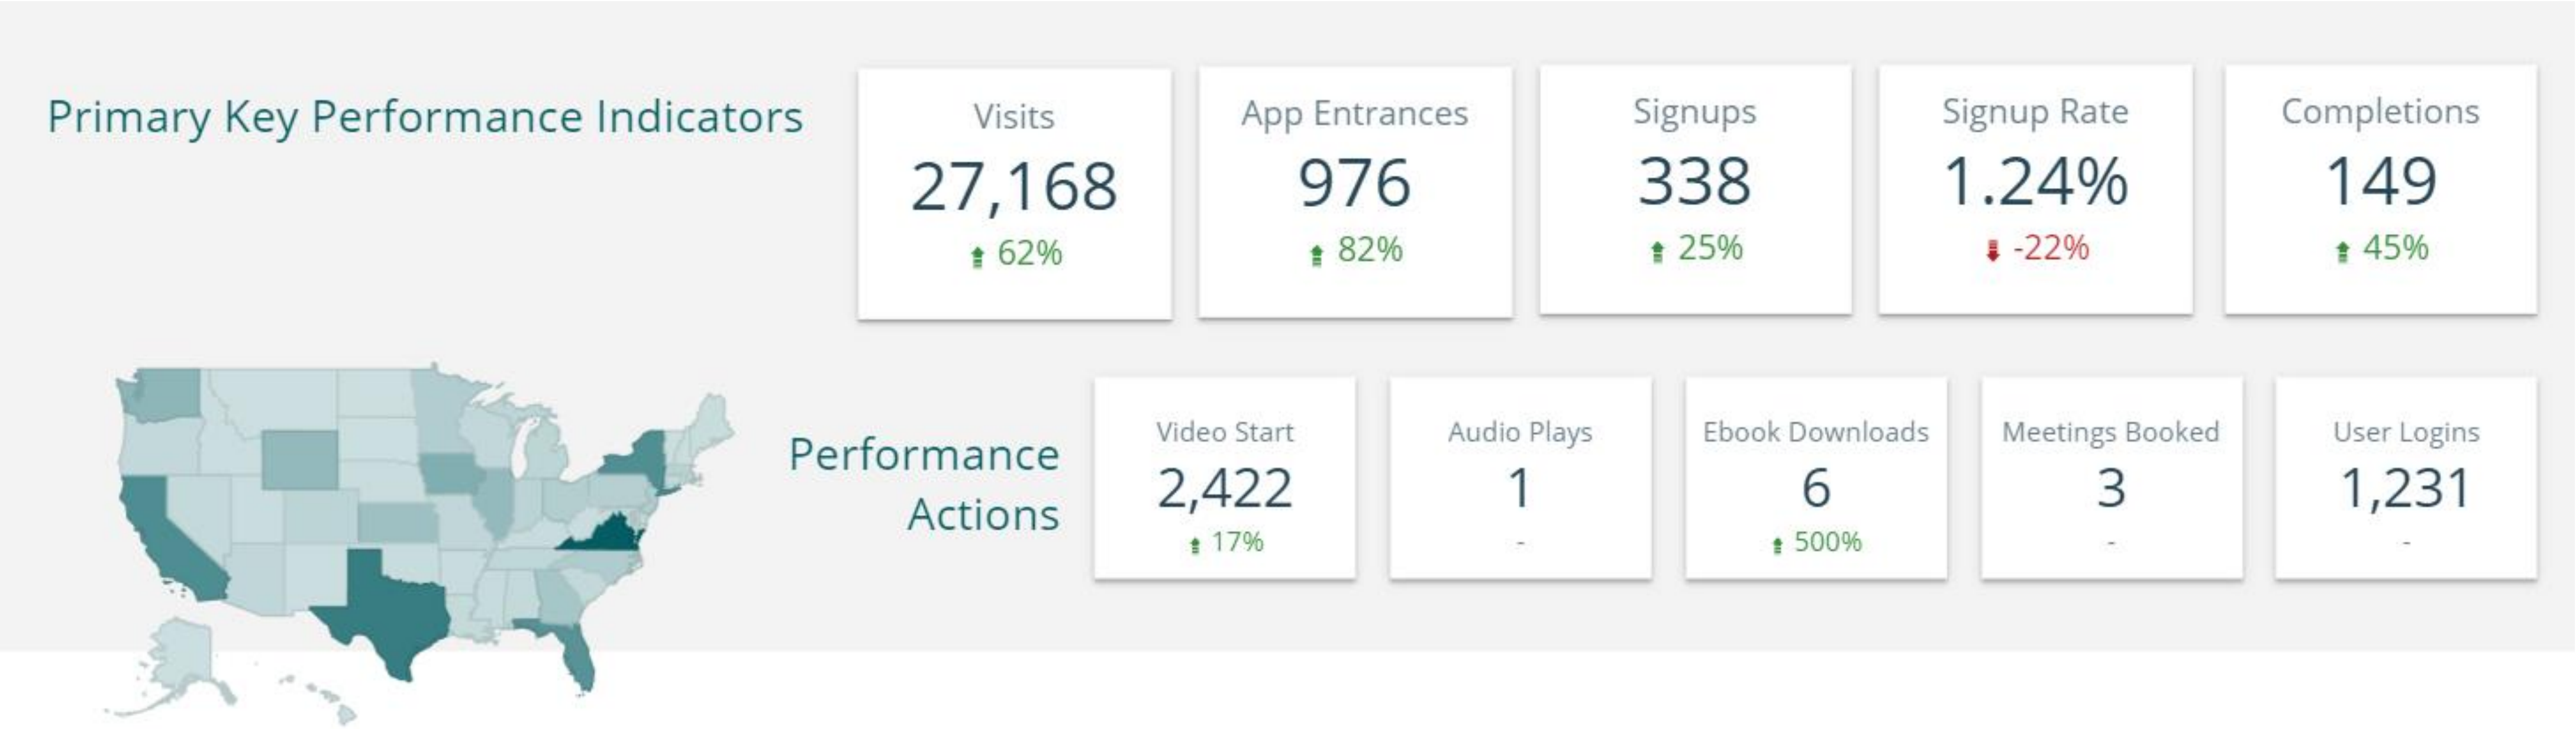 Primary Key Performance Indicators
Visits
27,168
62%
App Entrances
976
82%
Signups
338
25%
Signup Rate
1.24%
-22%
Completions
149
45%
Performance
Actions
Video Start
2,422
17%
Audio Plays
1
-
Ebook Downloads
6
500%
Meetings Booked
3
-
User Logins
1,231
-